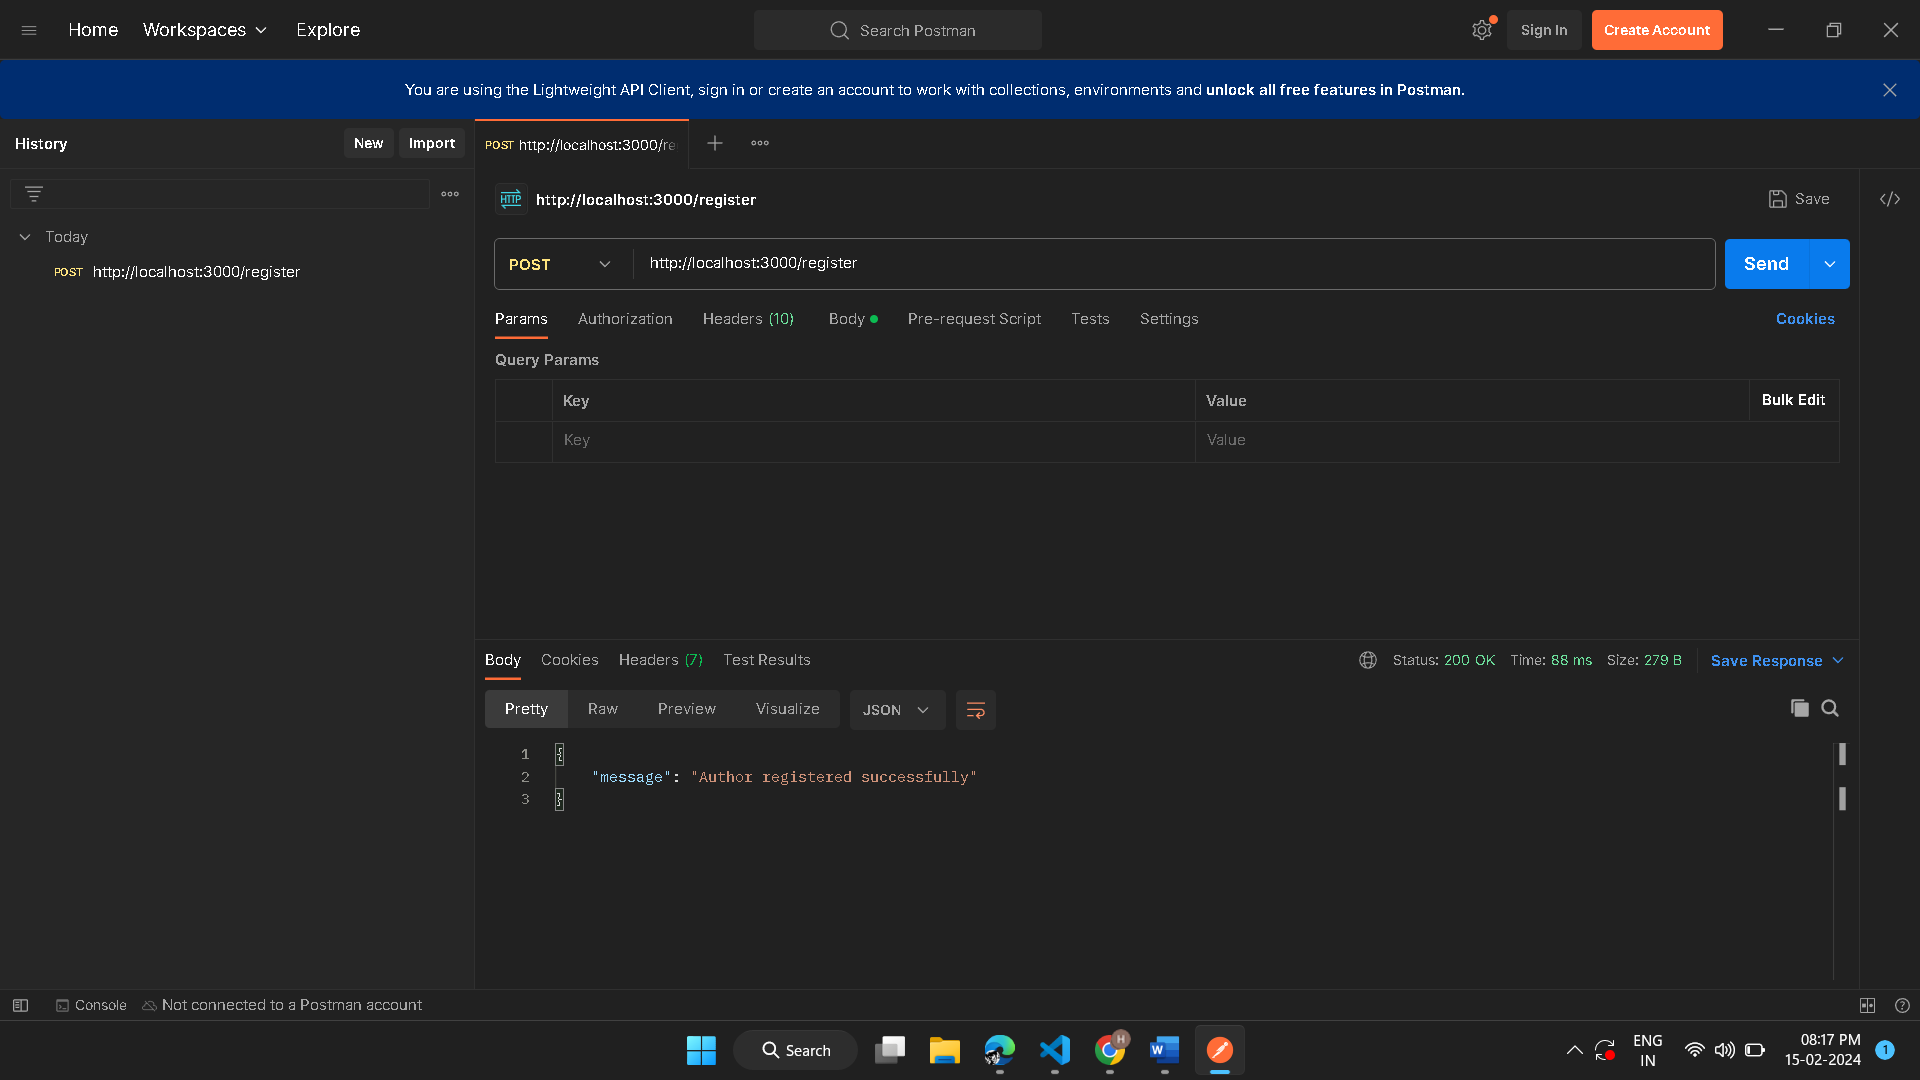 Home Workspaces Explore Search Postman Sign In Create Account
You are using the Lightweight API Client, sign in or create an account to work with collections, environments and unlock all free features in Postman.
History New Import POST http://localhost:3000/re
http://localhost:3000/register Save
HTTP
Today
POST http://localhost:3000/register
POST http://localhost:3000/register Send
Params Authorization Headers (10) Body Pre-request Script Tests Settings Cookies
Query Params
Key Value Bulk Edit
Key Value
Body Cookies Headers (7) Test Results Status: 200 OK Time: 88 ms Size: 279 B Save Response
Pretty Raw Preview Visualize JSON
1 {
2 "message": "Author registered successfully"
3 }
Console Not connected to a Postman account
Search H W ENG
IN
08:17 PM
15-02-2024
1